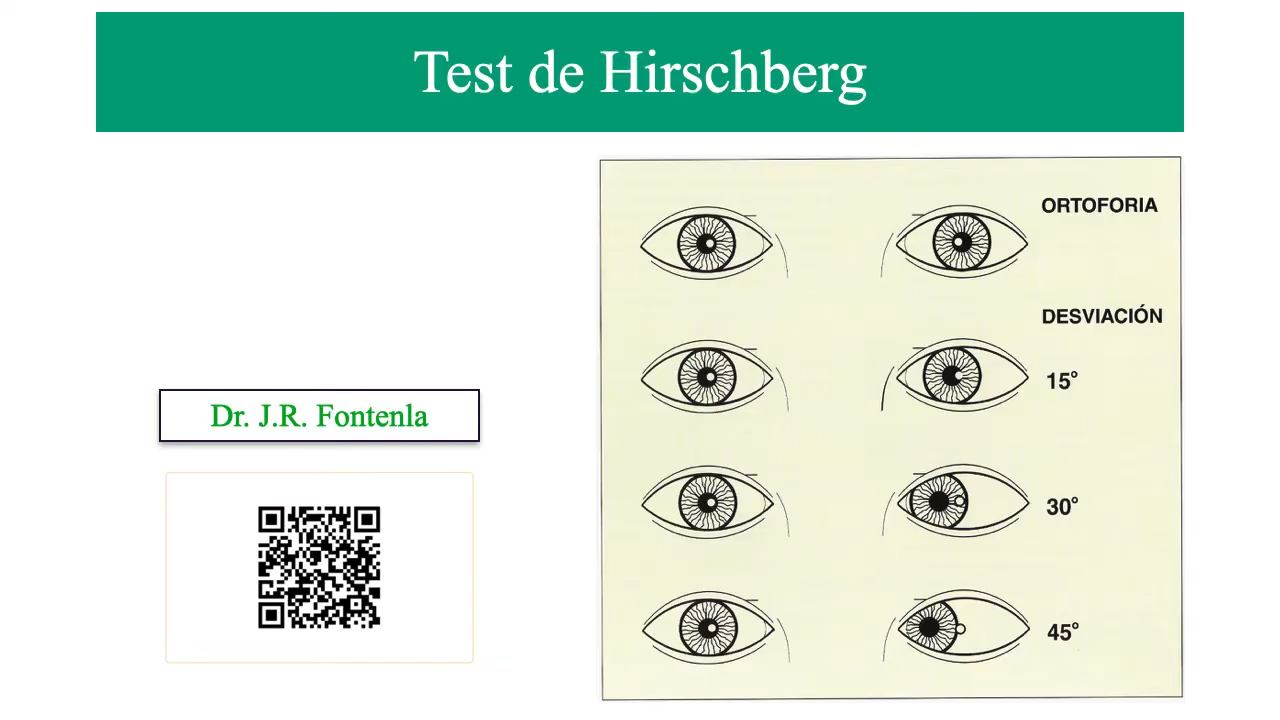 Test de Hirschberg
ORTOFORIA
DESVIACIÓN
15°
30°
45°
Dr. J.R. Fontenla